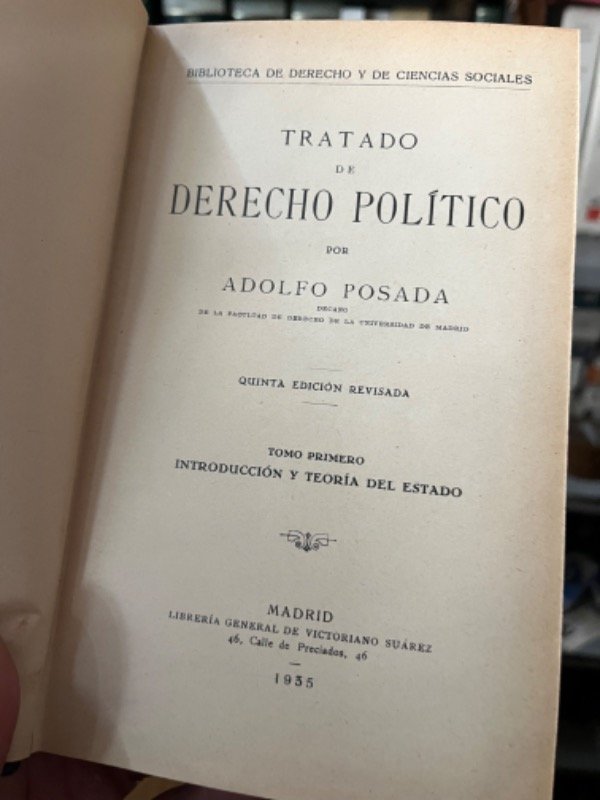 BIBLIOTECA DE DERECHO Y DE CIENCIAS SOCIALES
TRATADO
DE
DERECHO POLÍTICO
POR
ADOLFO POSADA
DECANO
DE LA FACULTAD DE DERECHO DE LA UNIVERSIDAD DE MADRID
QUINTA EDICIÓN REVISADA
TOMO PRIMERO
INTRODUCCIÓN Y TEORÍA DEL ESTADO
MADRID
LIBRERÍA GENERAL DE VICTORIANO SUÁREZ
46, Calle de Preciados, 46
1935